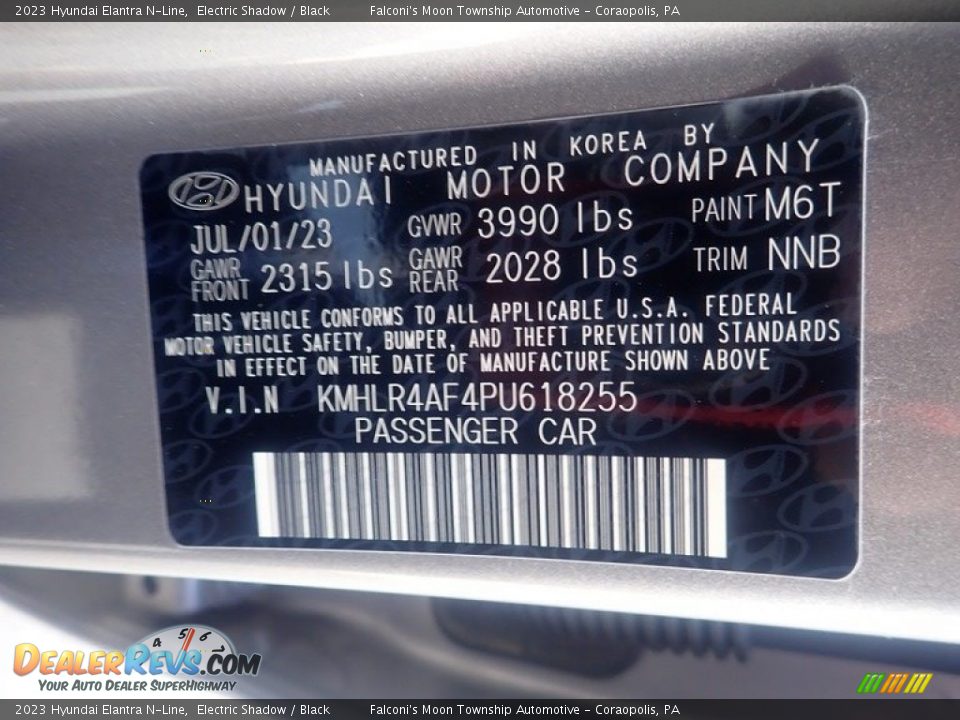 2023 Hyundai Elantra N-Line, Electric Shadow / Black Falconi's Moon Township Automotive - Coraopolis, PA
MANUFACTURED IN KOREA BY
HYUNDAI MOTOR COMPANY
JUL/01/23 GVWR 3990 lbs PAINT M6T
GAWR FRONT 2315 lbs GAWR REAR 2028 lbs TRIM NNB
THIS VEHICLE CONFORMS TO ALL APPLICABLE U.S.A. FEDERAL
MOTOR VEHICLE SAFETY, BUMPER, AND THEFT PREVENTION STANDARDS
IN EFFECT ON THE DATE OF MANUFACTURE SHOWN ABOVE
V.I.N KMHLR4AF4PU618255
PASSENGER CAR
4 5 6
DEALERREVS.COM
YOUR AUTO DEALER SUPERHIGHWAY
2023 Hyundai Elantra N-Line, Electric Shadow / Black Falconi's Moon Township Automotive - Coraopolis, PA